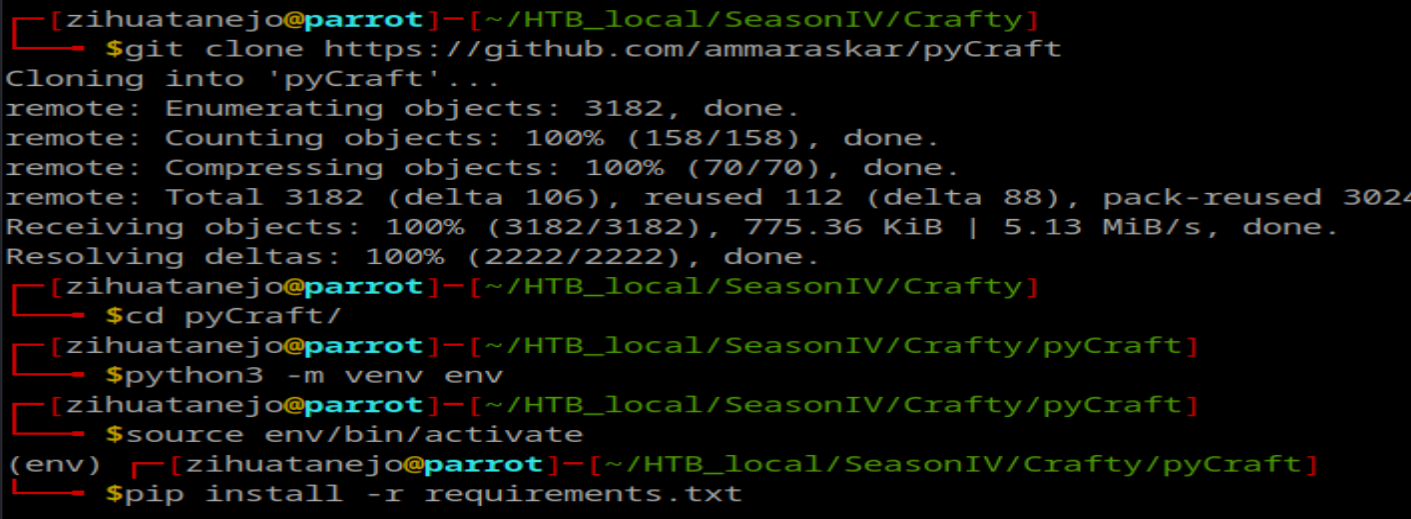 ┌─[zihuatanejo@parrot]─[~/HTB_local/SeasonIV/Crafty]
└──╼ $git clone https://github.com/ammaraskar/pyCraft
Cloning into 'pyCraft'...
remote: Enumerating objects: 3182, done.
remote: Counting objects: 100% (158/158), done.
remote: Compressing objects: 100% (70/70), done.
remote: Total 3182 (delta 106), reused 112 (delta 88), pack-reused 3024
Receiving objects: 100% (3182/3182), 775.36 KiB | 5.13 MiB/s, done.
Resolving deltas: 100% (2222/2222), done.
┌─[zihuatanejo@parrot]─[~/HTB_local/SeasonIV/Crafty]
└──╼ $cd pyCraft/
┌─[zihuatanejo@parrot]─[~/HTB_local/SeasonIV/Crafty/pyCraft]
└──╼ $python3 -m venv env
┌─[zihuatanejo@parrot]─[~/HTB_local/SeasonIV/Crafty/pyCraft]
└──╼ $source env/bin/activate
(env) ┌─[zihuatanejo@parrot]─[~/HTB_local/SeasonIV/Crafty/pyCraft]
└──╼ $pip install -r requirements.txt